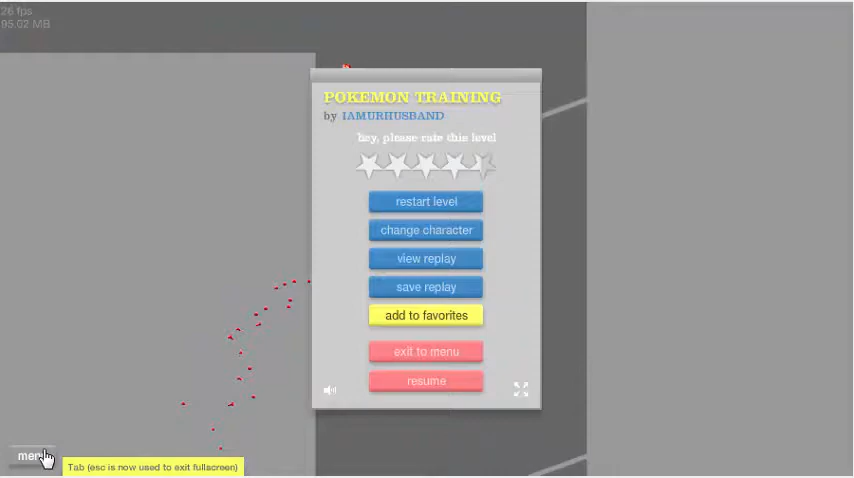 26 fps
95.02 MB
POKEMON TRAINING
by IAMURHUSBAND
hey, please rate this level
restart level
change character
view replay
save replay
add to favorites
exit to menu
resume
menu
Tab (esc is now used to exit fullscreen)